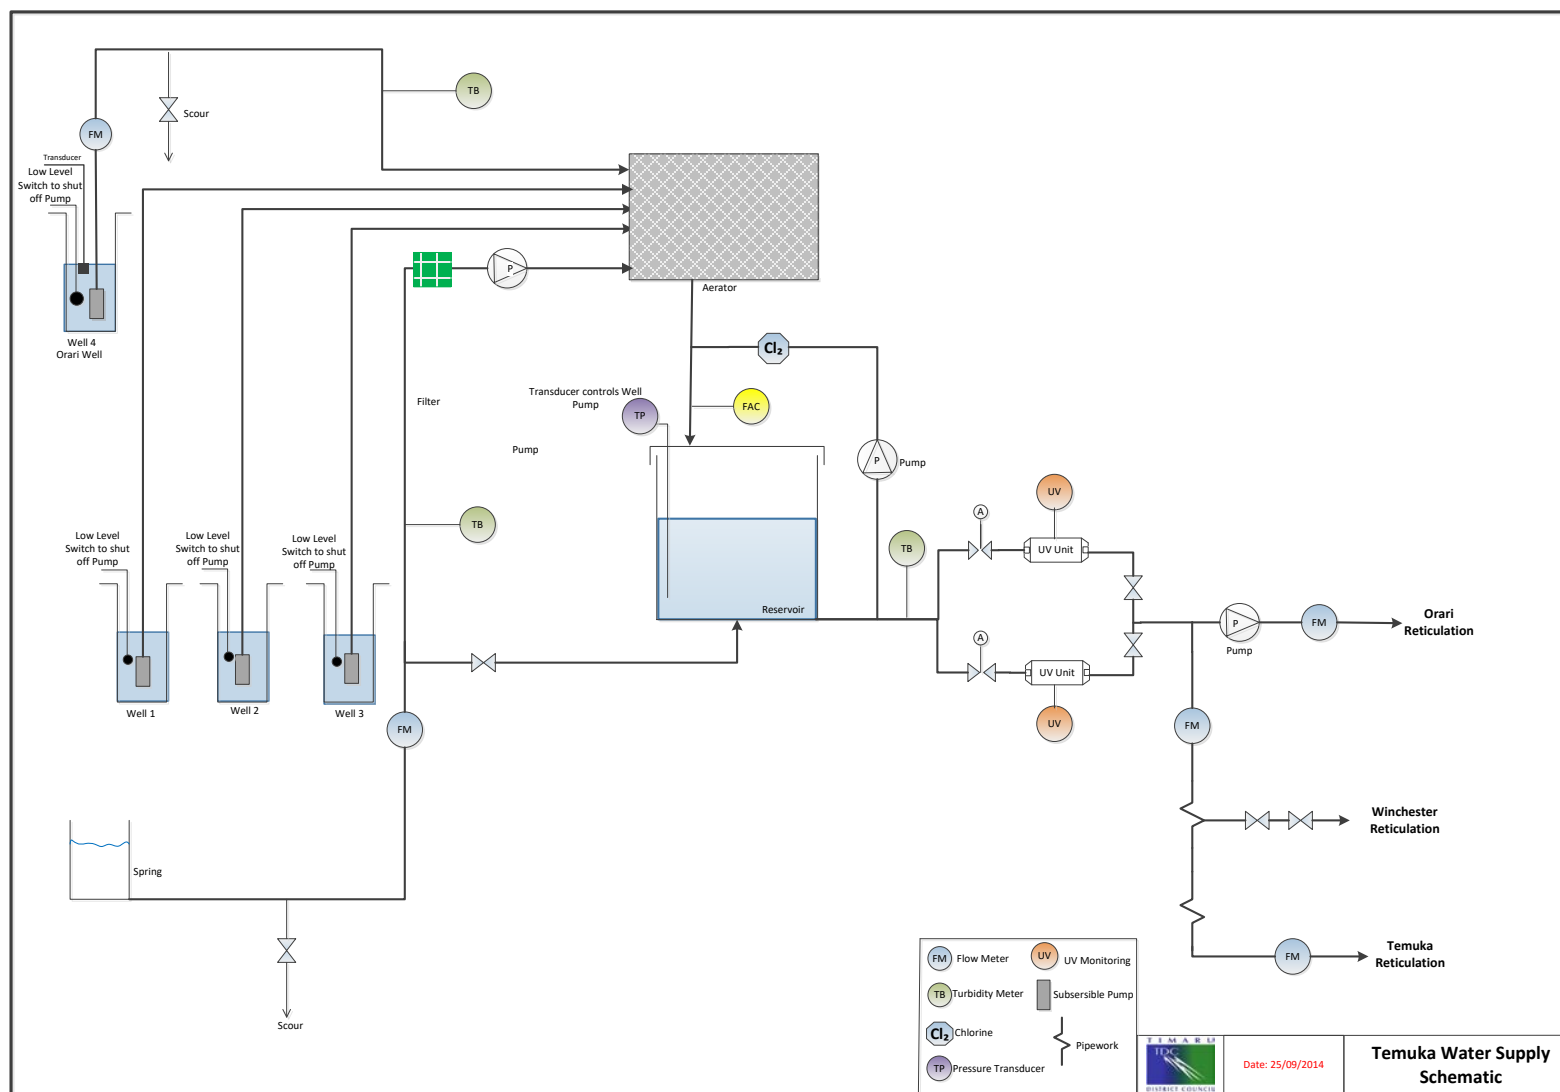 TB
Scour
FM
Transducer
Low Level
Switch to shut
off Pump
Well 4
Orari Well
P
Aerator
Cl₂
Transducer controls Well
Pump
TP
FAC
Filter
Pump
P
Pump
TB
Reservoir
Low Level
Switch to shut
off Pump
Low Level
Switch to shut
off Pump
Low Level
Switch to shut
off Pump
Well 1
Well 2
Well 3
FM
Spring
Scour
TB
A
UV
UV Unit
A
UV Unit
UV
P
Pump
FM
Orari
Reticulation
FM
Winchester
Reticulation
FM
Temuka
Reticulation
FM Flow Meter
UV UV Monitoring
TB Turbidity Meter
Subsersible Pump
Cl₂ Chlorine
Pipework
TP Pressure Transducer
TIMARU
TDC
DISTRICT COUNCIL
Date: 25/09/2014
Temuka Water Supply
Schematic